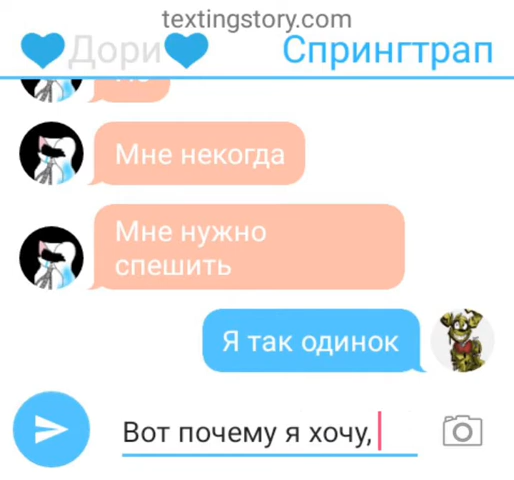 textingstory.com
💙Дори💙 Спрингтрап
Мне некогда
Мне нужно
спешить
Я так одинок
Вот почему я хочу,